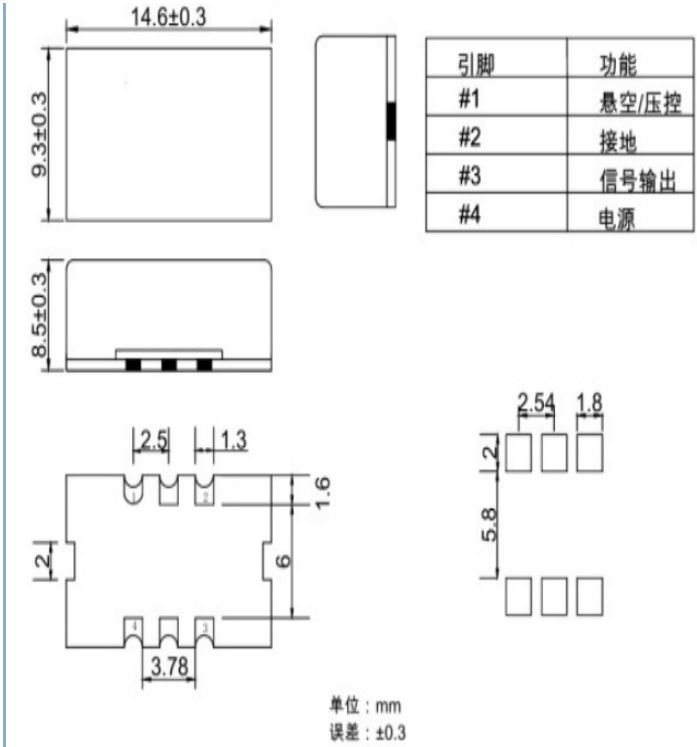 14.6±0.3
9.3±0.3
引脚 功能
#1 悬空/压控
#2 接地
#3 信号输出
#4 电源
8.5±0.3
2.54 1.8
2.5 1.3
2
1 2
1.6
5.8
2
6
4 3
3.78
单位：mm
误差：±0.3